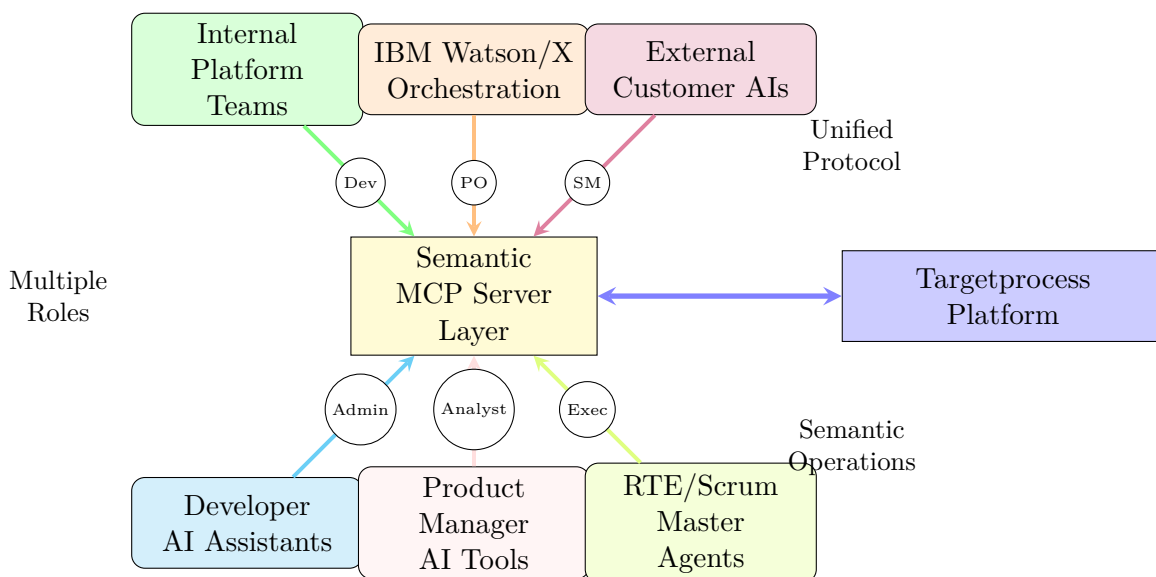 Internal
Platform
Teams
IBM Watson/X
Orchestration
External
Customer AIs
Unified
Protocol
Dev
PO
SM
Multiple
Roles
Semantic
MCP Server
Layer
Targetprocess
Platform
Admin
Analyst
Exec
Semantic
Operations
Developer
AI Assistants
Product
Manager
AI Tools
RTE/Scrum
Master
Agents